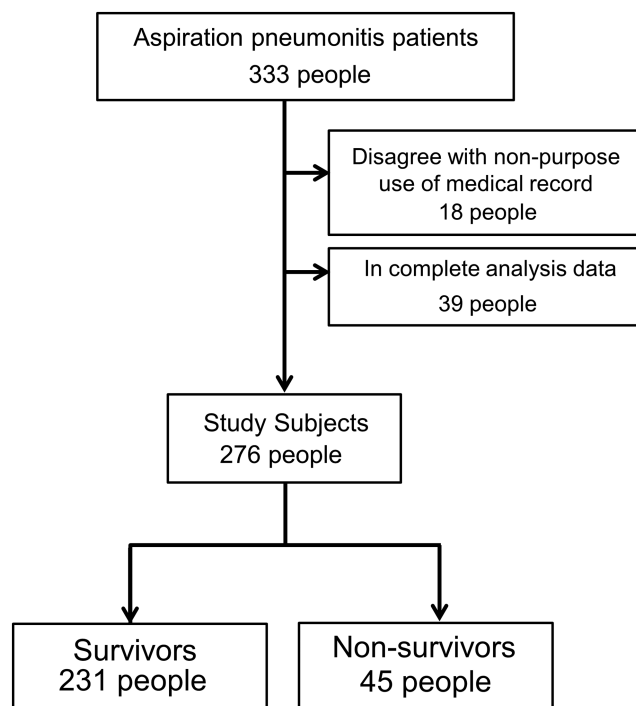 Aspiration pneumonitis patients
333 people
Disagree with non-purpose
use of medical record
18 people
In complete analysis data
39 people
Study Subjects
276 people
Survivors
231 people
Non-survivors
45 people